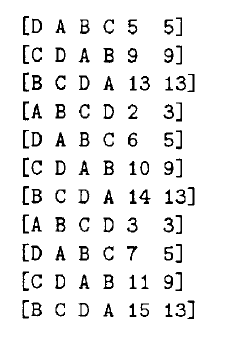 [D A B C 5 5]
[C D A B 9 9]
[B C D A 13 13]
[A B C D 2 3]
[D A B C 6 5]
[C D A B 10 9]
[B C D A 14 13]
[A B C D 3 3]
[D A B C 7 5]
[C D A B 11 9]
[B C D A 15 13]